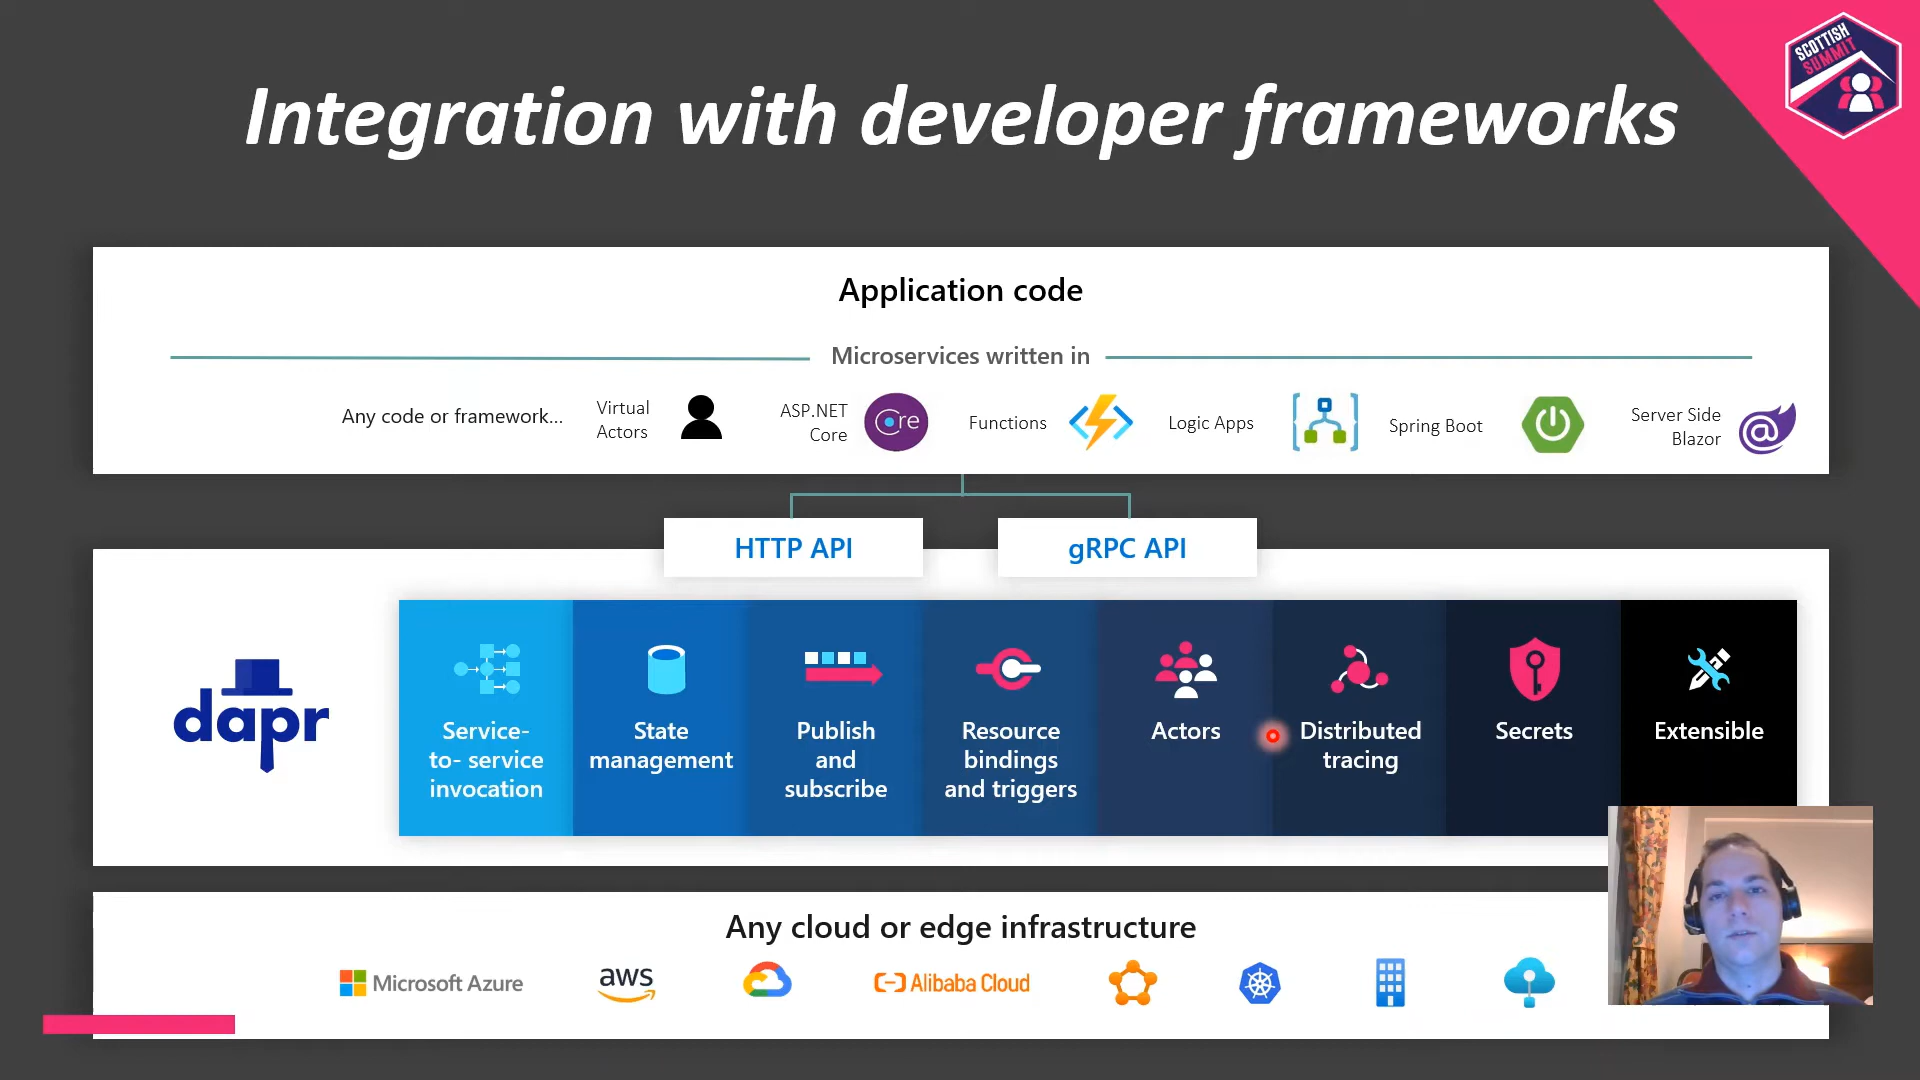 SCOTTISH
SUMMIT
Integration with developer frameworks
Application code
Microservices written in
Any code or framework...
Virtual
Actors
ASP.NET
Core
Core
Functions
Logic Apps
Spring Boot
Server Side
Blazor
@
HTTP API
gRPC API
dapr
Service-
to- service
invocation
State
management
Publish
and
subscribe
Resource
bindings
and triggers
Actors
Distributed
tracing
Secrets
Extensible
Any cloud or edge infrastructure
Microsoft Azure
aws
Alibaba Cloud